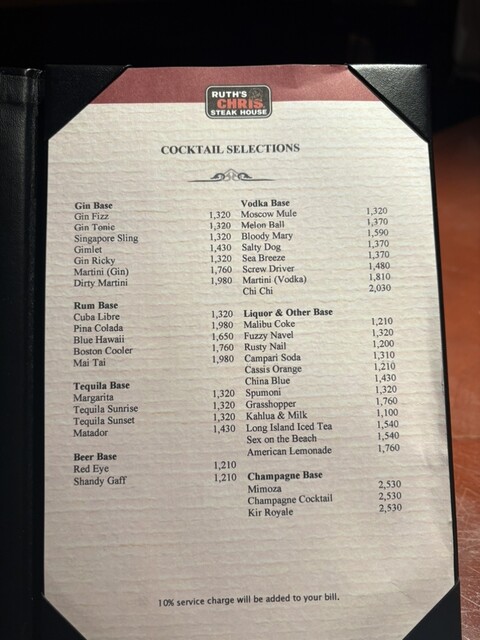 RUTH'S
CHRIS
STEAK HOUSE
COCKTAIL SELECTIONS
Gin Base
Gin Fizz 1,320
Gin Tonic 1,320
Singapore Sling 1,320
Gimlet 1,430
Gin Ricky 1,320
Martini (Gin) 1,760
Dirty Martini 1,980
Rum Base
Cuba Libre 1,320
Pina Colada 1,980
Blue Hawaii 1,650
Boston Cooler 1,760
Mai Tai 1,980
Tequila Base
Margarita 1,320
Tequila Sunrise 1,320
Tequila Sunset 1,320
Matador 1,430
Beer Base
Red Eye 1,210
Shandy Gaff 1,210
Vodka Base
Moscow Mule 1,320
Melon Ball 1,370
Bloody Mary 1,590
Salty Dog 1,370
Sea Breeze 1,370
Screw Driver 1,480
Martini (Vodka) 1,810
Chi Chi 2,030
Liquor & Other Base
Malibu Coke 1,210
Fuzzy Navel 1,320
Rusty Nail 1,200
Campari Soda 1,310
Cassis Orange 1,210
China Blue 1,430
Spumoni 1,320
Grasshopper 1,760
Kahlua & Milk 1,100
Long Island Iced Tea 1,540
Sex on the Beach 1,540
American Lemonade 1,760
Champagne Base
Mimoza 2,530
Champagne Cocktail 2,530
Kir Royale 2,530
10% service charge will be added to your bill.